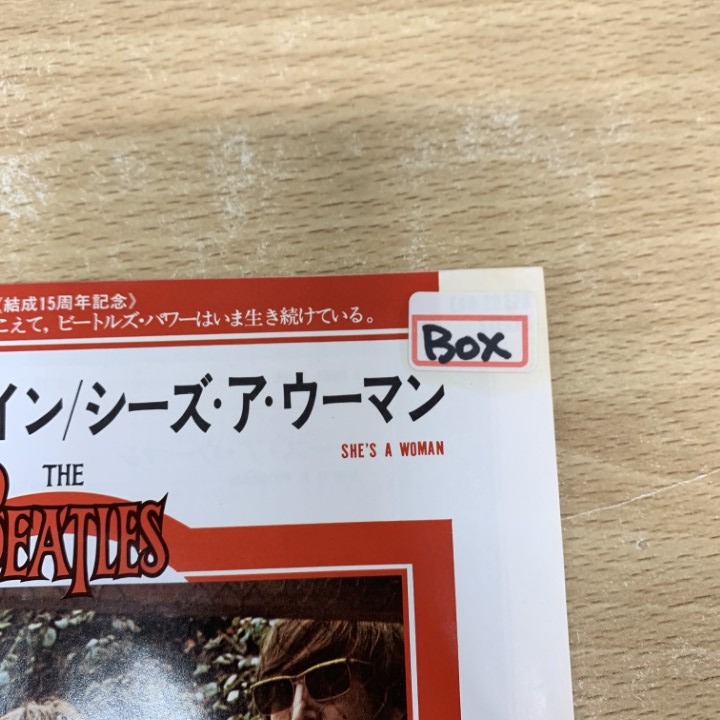 《結成15周年記念》
こえて, ビートルズ・パワーはいま生き続けている。
BOX
イン/シーズ・ア・ウーマン
SHE'S A WOMAN
THE
BEATLES